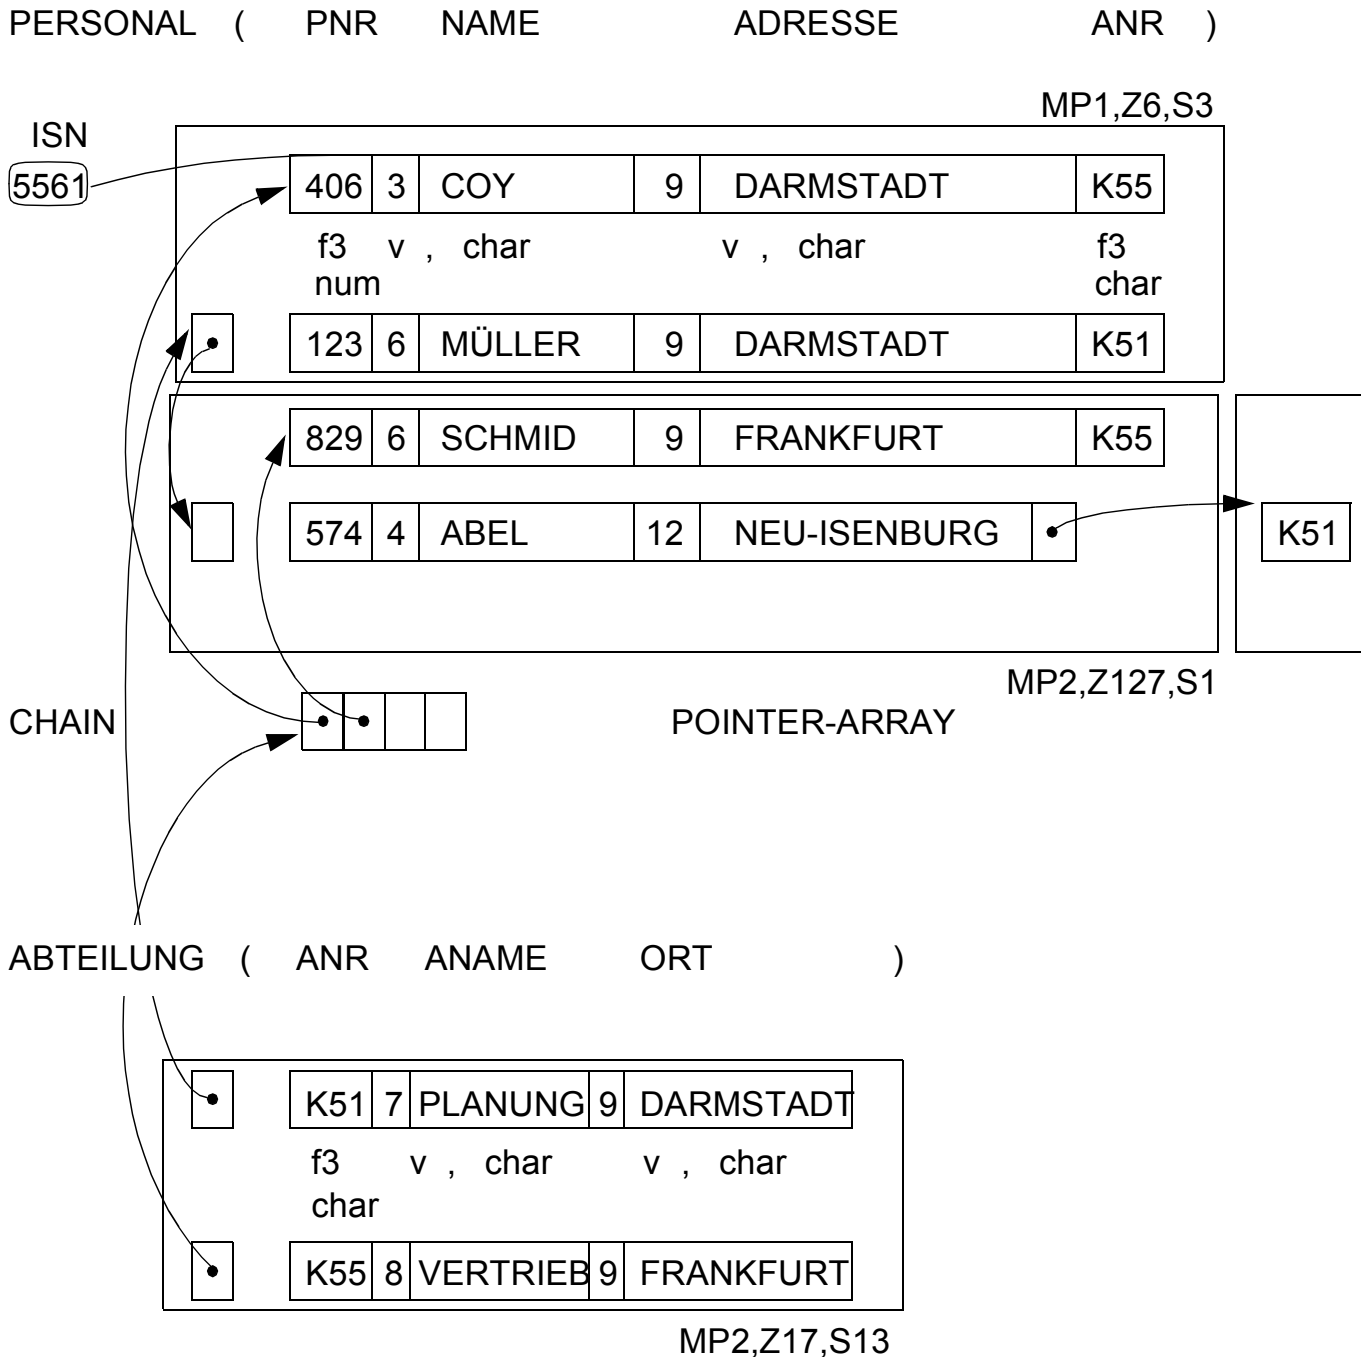 PERSONAL ( PNR NAME ADRESSE ANR )
MP1,Z6,S3
ISN
5561
406 3 COY 9 DARMSTADT K55
f3 v , char v , char f3
num char
123 6 MÜLLER 9 DARMSTADT K51
829 6 SCHMID 9 FRANKFURT K55
574 4 ABEL 12 NEU-ISENBURG K51
MP2,Z127,S1
CHAIN POINTER-ARRAY
ABTEILUNG ( ANR ANAME ORT )
K51 7 PLANUNG 9 DARMSTADT
f3 v , char v , char
char
K55 8 VERTRIEB 9 FRANKFURT
MP2,Z17,S13